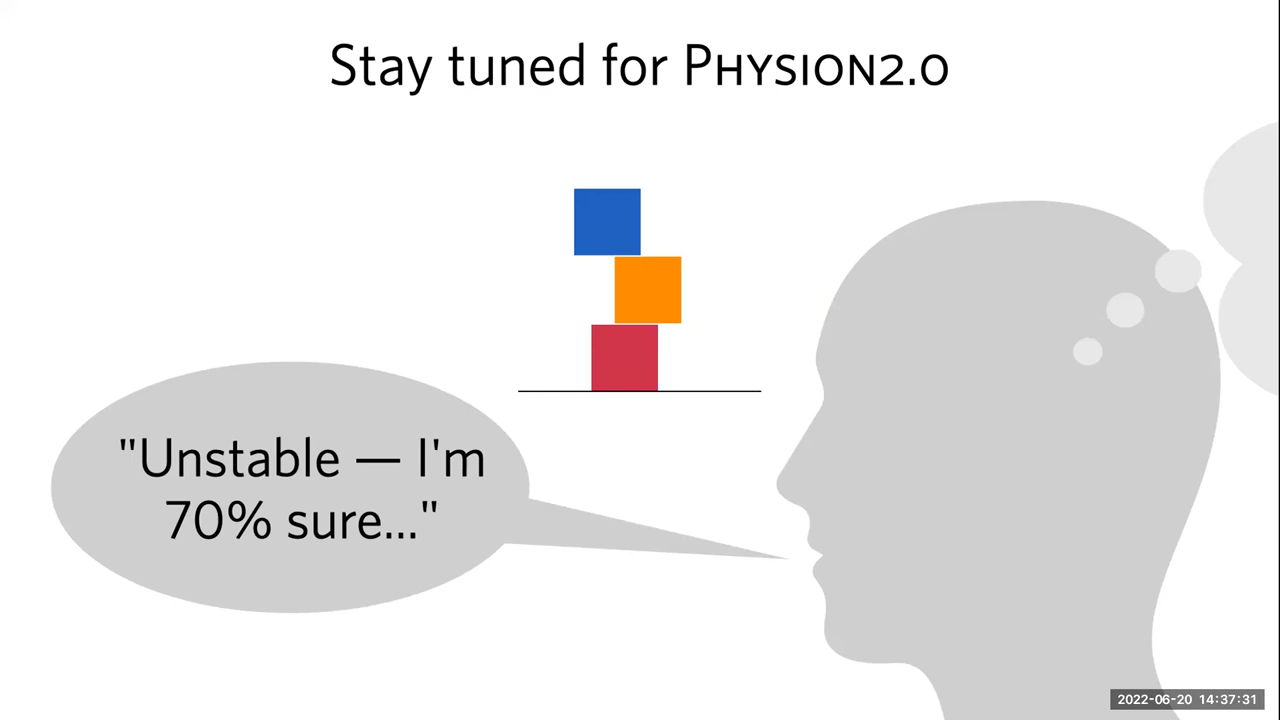 Stay tuned for PHYSION2.0
"Unstable — I'm
70% sure..."
2022-06-20 14:37:31